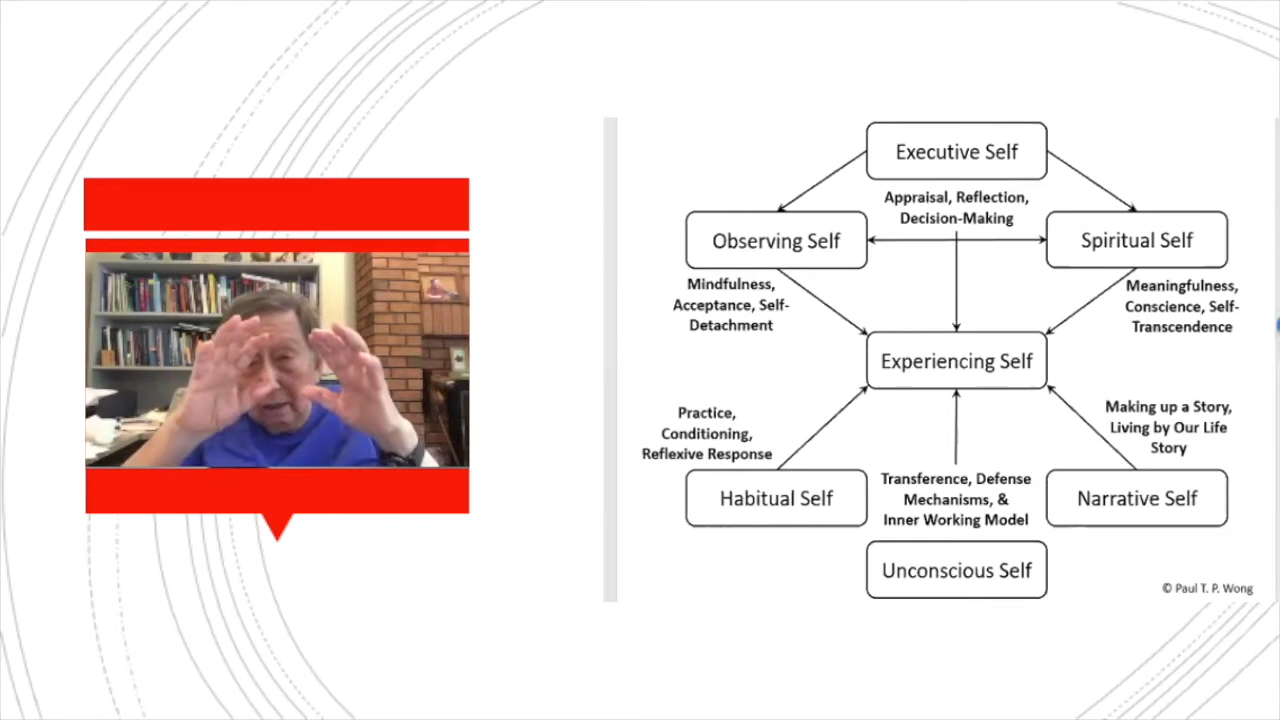 Executive Self
Appraisal, Reflection,
Decision-Making
Observing Self
Spiritual Self
Mindfulness,
Acceptance, Self-
Detachment
Meaningfulness,
Conscience, Self-
Transcendence
Experiencing Self
Practice,
Conditioning,
Reflexive Response
Making up a Story,
Living by Our Life
Story
Habitual Self
Transference, Defense
Mechanisms, &
Inner Working Model
Narrative Self
Unconscious Self
© Paul T. P. Wong